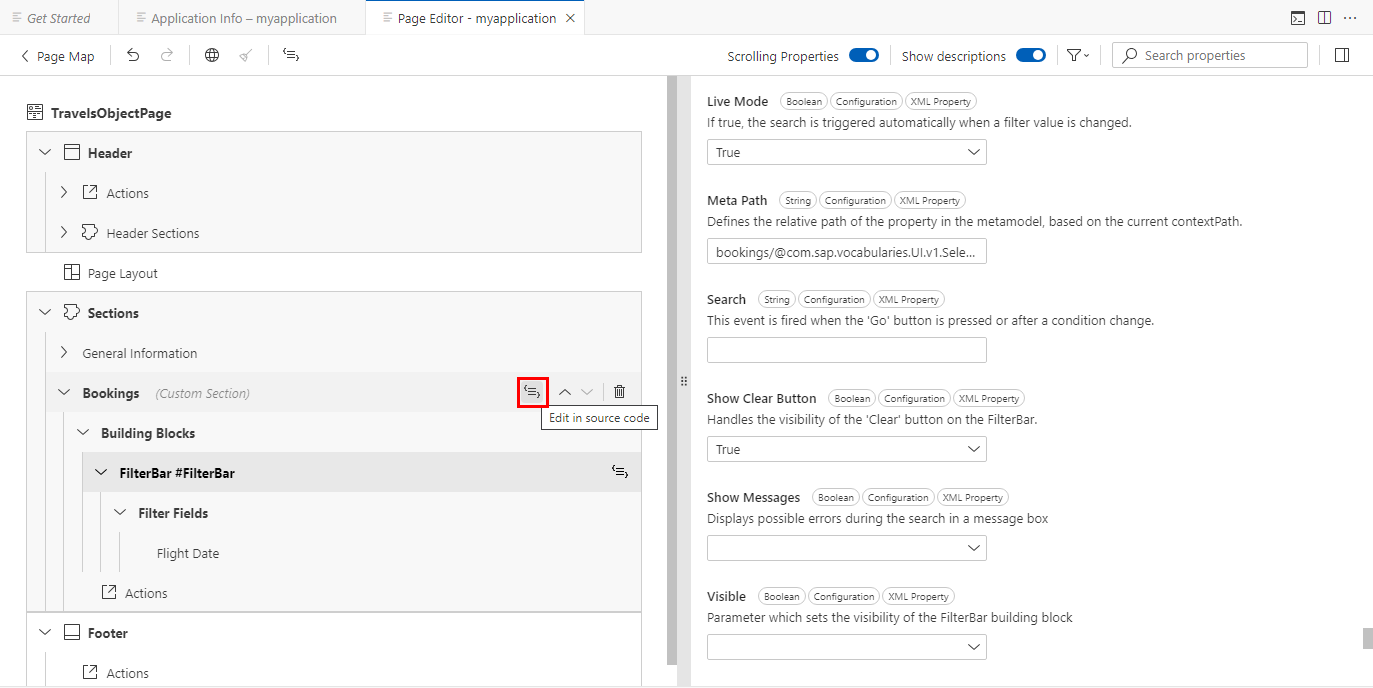 Get Started
Application Info – myapplication
Page Editor - myapplication
Page Map
Scrolling Properties
Show descriptions
Search properties
TravelsObjectPage
Header
Actions
Header Sections
Page Layout
Sections
General Information
Bookings (Custom Section)
Edit in source code
Building Blocks
FilterBar #FilterBar
Filter Fields
Flight Date
Actions
Footer
Actions
Live Mode Boolean Configuration XML Property
If true, the search is triggered automatically when a filter value is changed.
True
Meta Path String Configuration XML Property
Defines the relative path of the property in the metamodel, based on the current contextPath.
bookings/@com.sap.vocabularies.UI.v1.Sele...
Search String Configuration XML Property
This event is fired when the 'Go' button is pressed or after a condition change.
Show Clear Button Boolean Configuration XML Property
Handles the visibility of the 'Clear' button on the FilterBar.
True
Show Messages Boolean Configuration XML Property
Displays possible errors during the search in a message box
Visible Boolean Configuration XML Property
Parameter which sets the visibility of the FilterBar building block